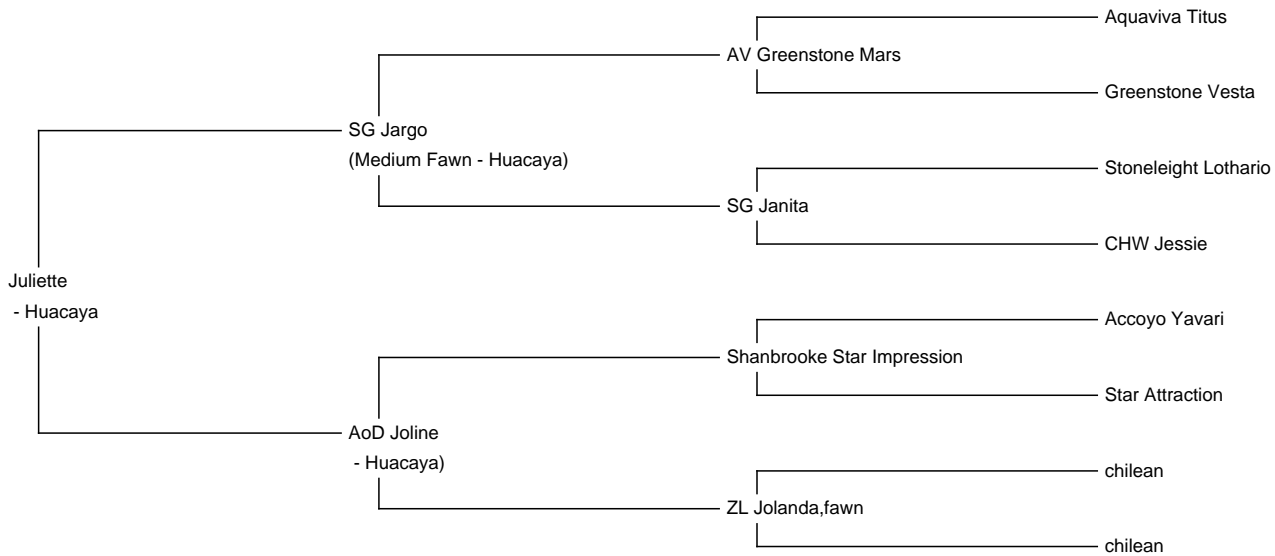 Aquaviva Titus
AV Greenstone Mars
Greenstone Vesta
SG Jargo
(Medium Fawn - Huacaya)
Stoneleight Lothario
SG Janita
CHW Jessie
Juliette
- Huacaya
Accoyo Yavari
Shanbrooke Star Impression
Star Attraction
AoD Joline
- Huacaya)
chilean
ZL Jolanda,fawn
chilean